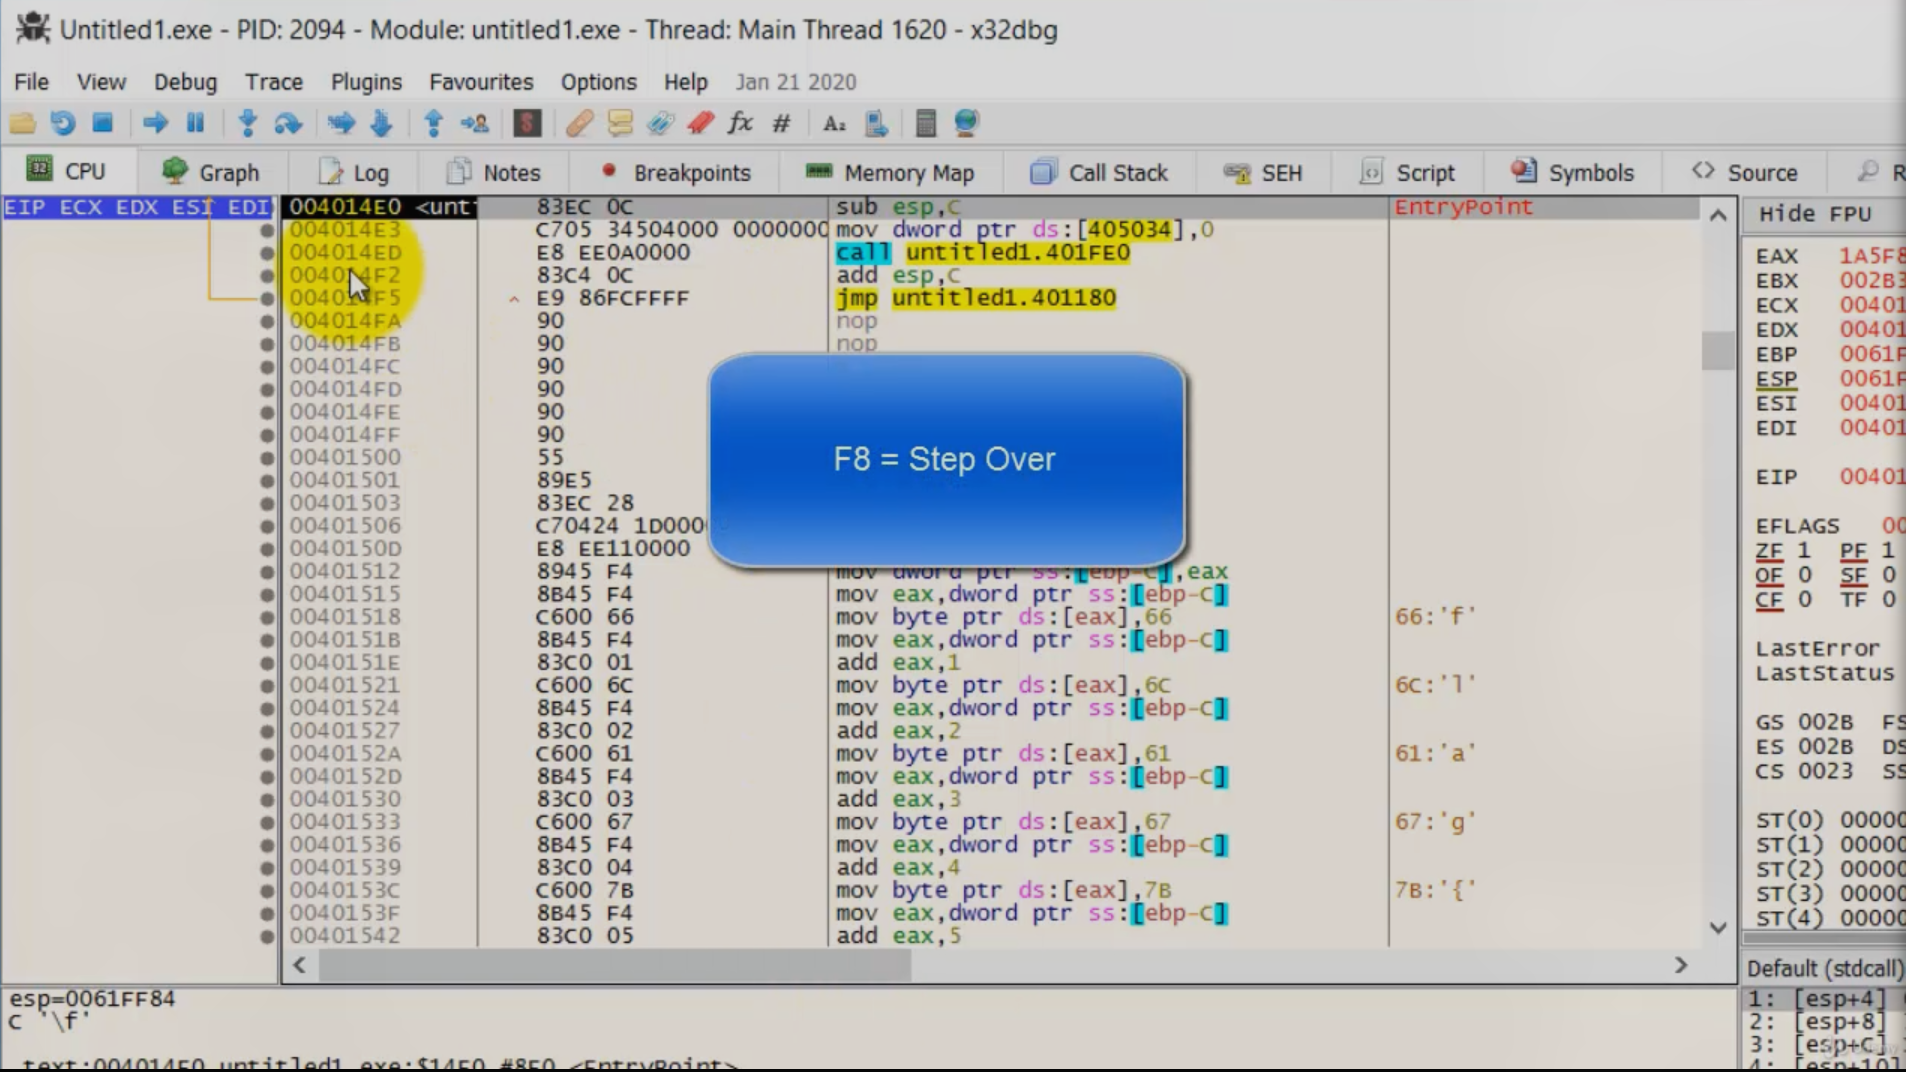 Untitled1.exe - PID: 2094 - Module: untitled1.exe - Thread: Main Thread 1620 - x32dbg
File View Debug Trace Plugins Favourites Options Help Jan 21 2020
fx # Az
CPU Graph Log Notes Breakpoints Memory Map Call Stack SEH Script Symbols Source R
EIP ECX EDX ESI EDI 004014E0 <unt 83EC 0C sub esp,C EntryPoint
004014E3 C705 34504000 0000000 mov dword ptr ds:[405034],0
004014ED E8 EE0A0000 call untitled1.401FE0
004014F2 83C4 0C add esp,C
004014F5 ^ E9 86FCFFFF jmp untitled1.401180
004014FA 90 nop
004014FB 90 nop
004014FC 90
004014FD 90
004014FE 90
004014FF 90
00401500 55
00401501 89E5
00401503 83EC 28
00401506 C70424 1D000
0040150D E8 EE110000
F8 = Step Over
00401512 8945 F4 mov dword ptr ss:[ebp-C],eax
00401515 8B45 F4 mov eax,dword ptr ss:[ebp-C]
00401518 C600 66 mov byte ptr ds:[eax],66 66:'f'
0040151B 8B45 F4 mov eax,dword ptr ss:[ebp-C]
0040151E 83C0 01 add eax,1
00401521 C600 6C mov byte ptr ds:[eax],6C 6C:'l'
00401524 8B45 F4 mov eax,dword ptr ss:[ebp-C]
00401527 83C0 02 add eax,2
0040152A C600 61 mov byte ptr ds:[eax],61 61:'a'
0040152D 8B45 F4 mov eax,dword ptr ss:[ebp-C]
00401530 83C0 03 add eax,3
00401533 C600 67 mov byte ptr ds:[eax],67 67:'g'
00401536 8B45 F4 mov eax,dword ptr ss:[ebp-C]
00401539 83C0 04 add eax,4
0040153C C600 7B mov byte ptr ds:[eax],7B 7B:'{'
0040153F 8B45 F4 mov eax,dword ptr ss:[ebp-C]
00401542 83C0 05 add eax,5
Hide FPU
EAX 1A5F8
EBX 002B3
ECX 00401
EDX 00401
EBP 0061F
ESP 0061F
ESI 00401
EDI 00401
EIP 00401
EFLAGS 00
ZF 1 PF 1
OF 0 SF 0
CF 0 TF 0
LastError
LastStatus
GS 002B FS
ES 002B DS
CS 0023 SS
ST(0) 00000
ST(1) 00000
ST(2) 00000
ST(3) 00000
ST(4) 00000
Default (stdcall)
1: [esp+4]
2: [esp+8]
3: [esp+C]
4: [esp+10]
esp=0061FF84
C '\f'
.text:004014E0 untitled1.exe:$14E0 #8E0 <EntryPoint>